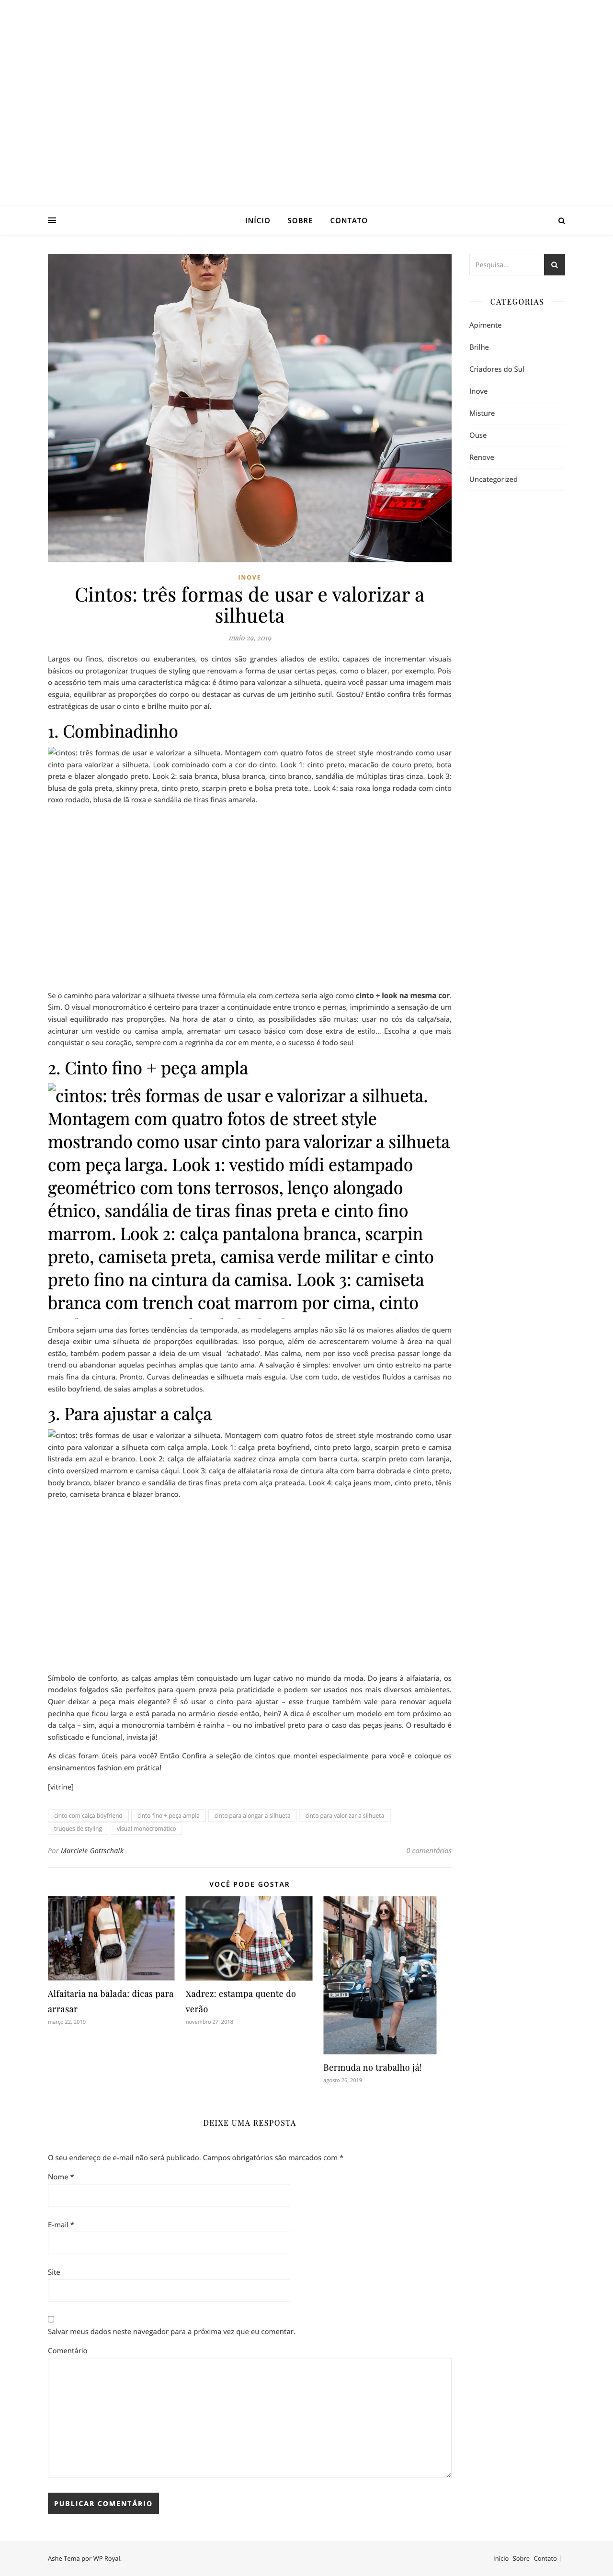 INÍCIO SOBRE CONTATO
Pesquisa...
CATEGORIAS
Apimente
Brilhe
Criadores do Sul
Inove
Misture
Ouse
Renove
Uncategorized
INOVE
Cintos: três formas de usar e valorizar a
silhueta
maio 29, 2019
Largos ou finos, discretos ou exuberantes, os cintos são grandes aliados de estilo, capazes de incrementar visuais
básicos ou protagonizar truques de styling que renovam a forma de usar certas peças, como o blazer, por exemplo. Pois
o acessório tem mais uma característica mágica: é ótimo para valorizar a silhueta, queira você passar uma imagem mais
esguia, equilibrar as proporções do corpo ou destacar as curvas de um jeitinho sutil. Gostou? Então confira três formas
estratégicas de usar o cinto e brilhe muito por aí.
1. Combinadinho
cintos: três formas de usar e valorizar a silhueta. Montagem com quatro fotos de street style mostrando como usar
cinto para valorizar a silhueta. Look combinado com a cor do cinto. Look 1: cinto preto, macacão de couro preto, bota
preta e blazer alongado preto. Look 2: saia branca, blusa branca, cinto branco, sandália de múltiplas tiras cinza. Look 3:
blusa de gola preta, skinny preta, cinto preto, scarpin preto e bolsa preta tote.. Look 4: saia roxa longa rodada com cinto
roxo rodado, blusa de lã roxa e sandália de tiras finas amarela.
Se o caminho para valorizar a silhueta tivesse uma fórmula ela com certeza seria algo como cinto + look na mesma cor.
Sim. O visual monocromático é certeiro para trazer a continuidade entre tronco e pernas, imprimindo a sensação de um
visual equilibrado nas proporções. Na hora de atar o cinto, as possibilidades são muitas: usar no cós da calça/saia,
acinturar um vestido ou camisa ampla, arrematar um casaco básico com dose extra de estilo... Escolha a que mais
conquistir o seu coração, sempre com a regrinha da cor em mente, e o sucesso é todo seu!
2. Cinto fino + peça ampla
cintos: três formas de usar e valorizar a silhueta.
Montagem com quatro fotos de street style
mostrando como usar cinto para valorizar a silhueta
com peça larga. Look 1: vestido mídi estampado
geométrico com tons terrosos, lenço alongado
étnico, sandália de tiras finas preta e cinto fino
marrom. Look 2: calça pantalona branca, scarpin
preto, camiseta preta, camisa verde militar e cinto
preto fino na cintura da camisa. Look 3: camiseta
branca com trench coat marrom por cima, cinto
Embora sejam uma das fortes tendências da temporada, as modelagens amplas não são lá os maiores aliados de quem
deseja exibir uma silhueta de proporções equilibradas. Isso porque, além de acrescentarem volume à área na qual
estão, também podem passar a ideia de um visual 'achatado'. Mas calma, nem por isso você precisa passar longe da
trend ou abandonar aquelas pecinhas amplas que tanto ama. A salvação é simples: envolver um cinto estreito na parte
mais fina da cintura. Pronto. Curvas delineadas e silhueta mais esguia. Use com tudo, de vestidos fluidos a camisas no
estilo boyfriend, de saias amplas a sobretudos.
3. Para ajustar a calça
cintos: três formas de usar e valorizar a silhueta. Montagem com quatro fotos de street style mostrando como usar
cinto para valorizar a silhueta com calça ampla. Look 1: calça preta boyfriend, cinto preto largo, scarpin preto e camisa
listrada em azul e branco. Look 2: calça de alfaiataria xadrez cinza ampla com barra curta, scarpin preto com laranja,
cinto oversized marrom e camisa cáqui. Look 3: calça de alfaiataria roxa de cintura alta com barra dobrada e cinto preto,
body branco, blazer branco e sandália de tiras finas preta com alça prateada. Look 4: calça jeans mom, cinto preto, tênis
preto, camiseta branca e blazer branco.
Símbolo de conforto, as calças amplas têm conquistado um lugar cativo no mundo da moda. Do jeans à alfaiataria, os
modelos folgados são perfeitos para quem preza pela praticidade e podem ser usados nos mais diversos ambientes.
Quer deixar a peça mais elegante? É só usar o cinto para ajustar – esse truque também vale para renovar aquela
pecinha que ficou larga e está parada no armário desde então, hein? A dica é escolher um modelo em tom próximo ao
da calça – sim, aqui a monocromia também é rainha – ou no imbatível preto para o caso das peças jeans. O resultado é
sofisticado e funcional, invista já!
As dicas foram úteis para você? Então Confira a seleção de cintos que montei especialmente para você e coloque os
ensinamentos fashion em prática!
[vitrine]
cinto com calça boyfriend cinto fino + peça ampla cinto para alongar a silhueta cinto para valorizar a silhueta
truques de styling visual monocromático
Por Marciele Gottschalk 0 comentários
VOCÊ PODE GOSTAR
Alfaitaria na balada: dicas para
arrasar
março 22, 2019
Xadrez: estampa quente do
verão
novembro 27, 2018
Bermuda no trabalho já!
agosto 26, 2019
DEIXE UMA RESPOSTA
O seu endereço de e-mail não será publicado. Campos obrigatórios são marcados com *
Nome *
E-mail *
Site
Salvar meus dados neste navegador para a próxima vez que eu comentar.
Comentário
PUBLICAR COMENTÁRIO
Ashe Tema por WP Royal.
Início Sobre Contato |